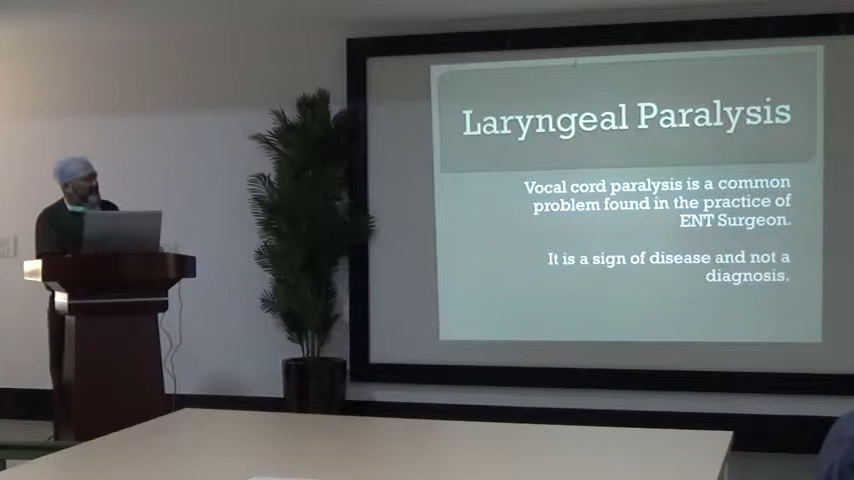 Laryngeal Paralysis
Vocal cord paralysis is a common
problem found in the practice of
ENT Surgeon.
It is a sign of disease and not a
diagnosis.